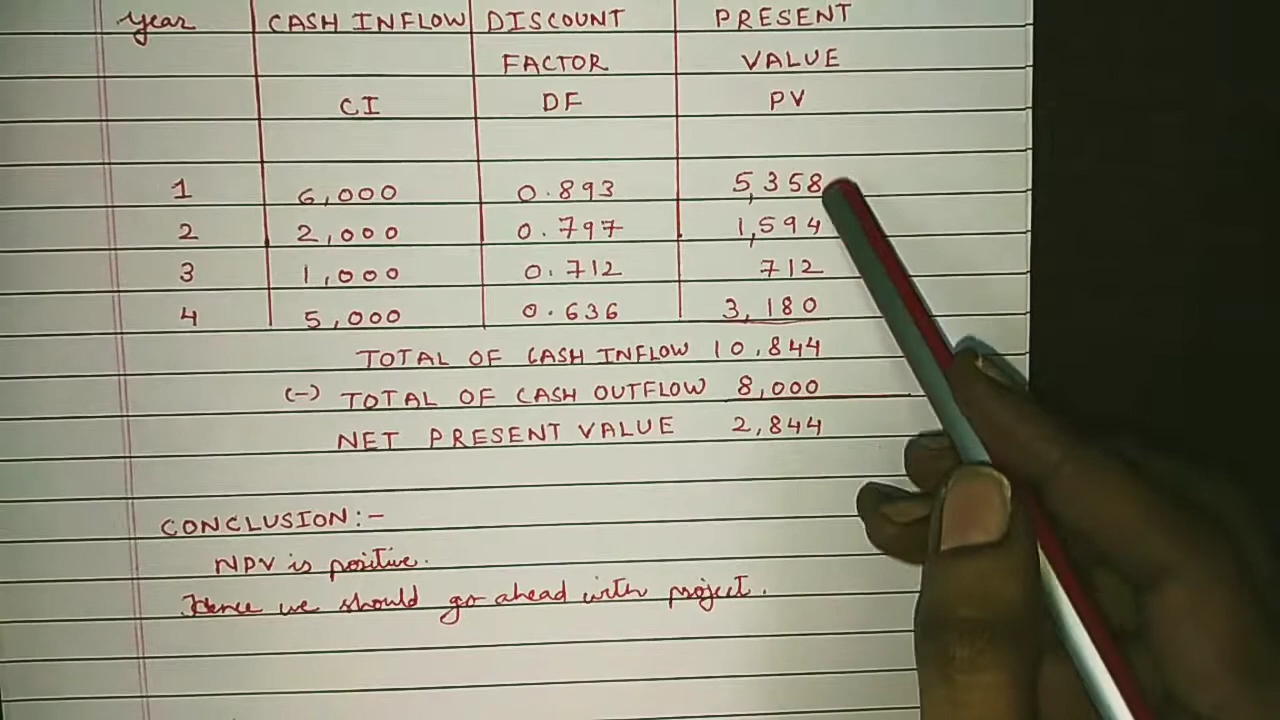 year CASH INFLOW DISCOUNT PRESENT
FACTOR VALUE
CI DF PV
1 6,000 0.893 5,358
2 2,000 0.797 1,594
3 1,000 0.712 712
4 5,000 0.636 3,180
TOTAL OF CASH INFLOW 10,844
(-) TOTAL OF CASH OUTFLOW 8,000
NET PRESENT VALUE 2,844
CONCLUSION:-
NPV is positive.
Hence we should go ahead with project.